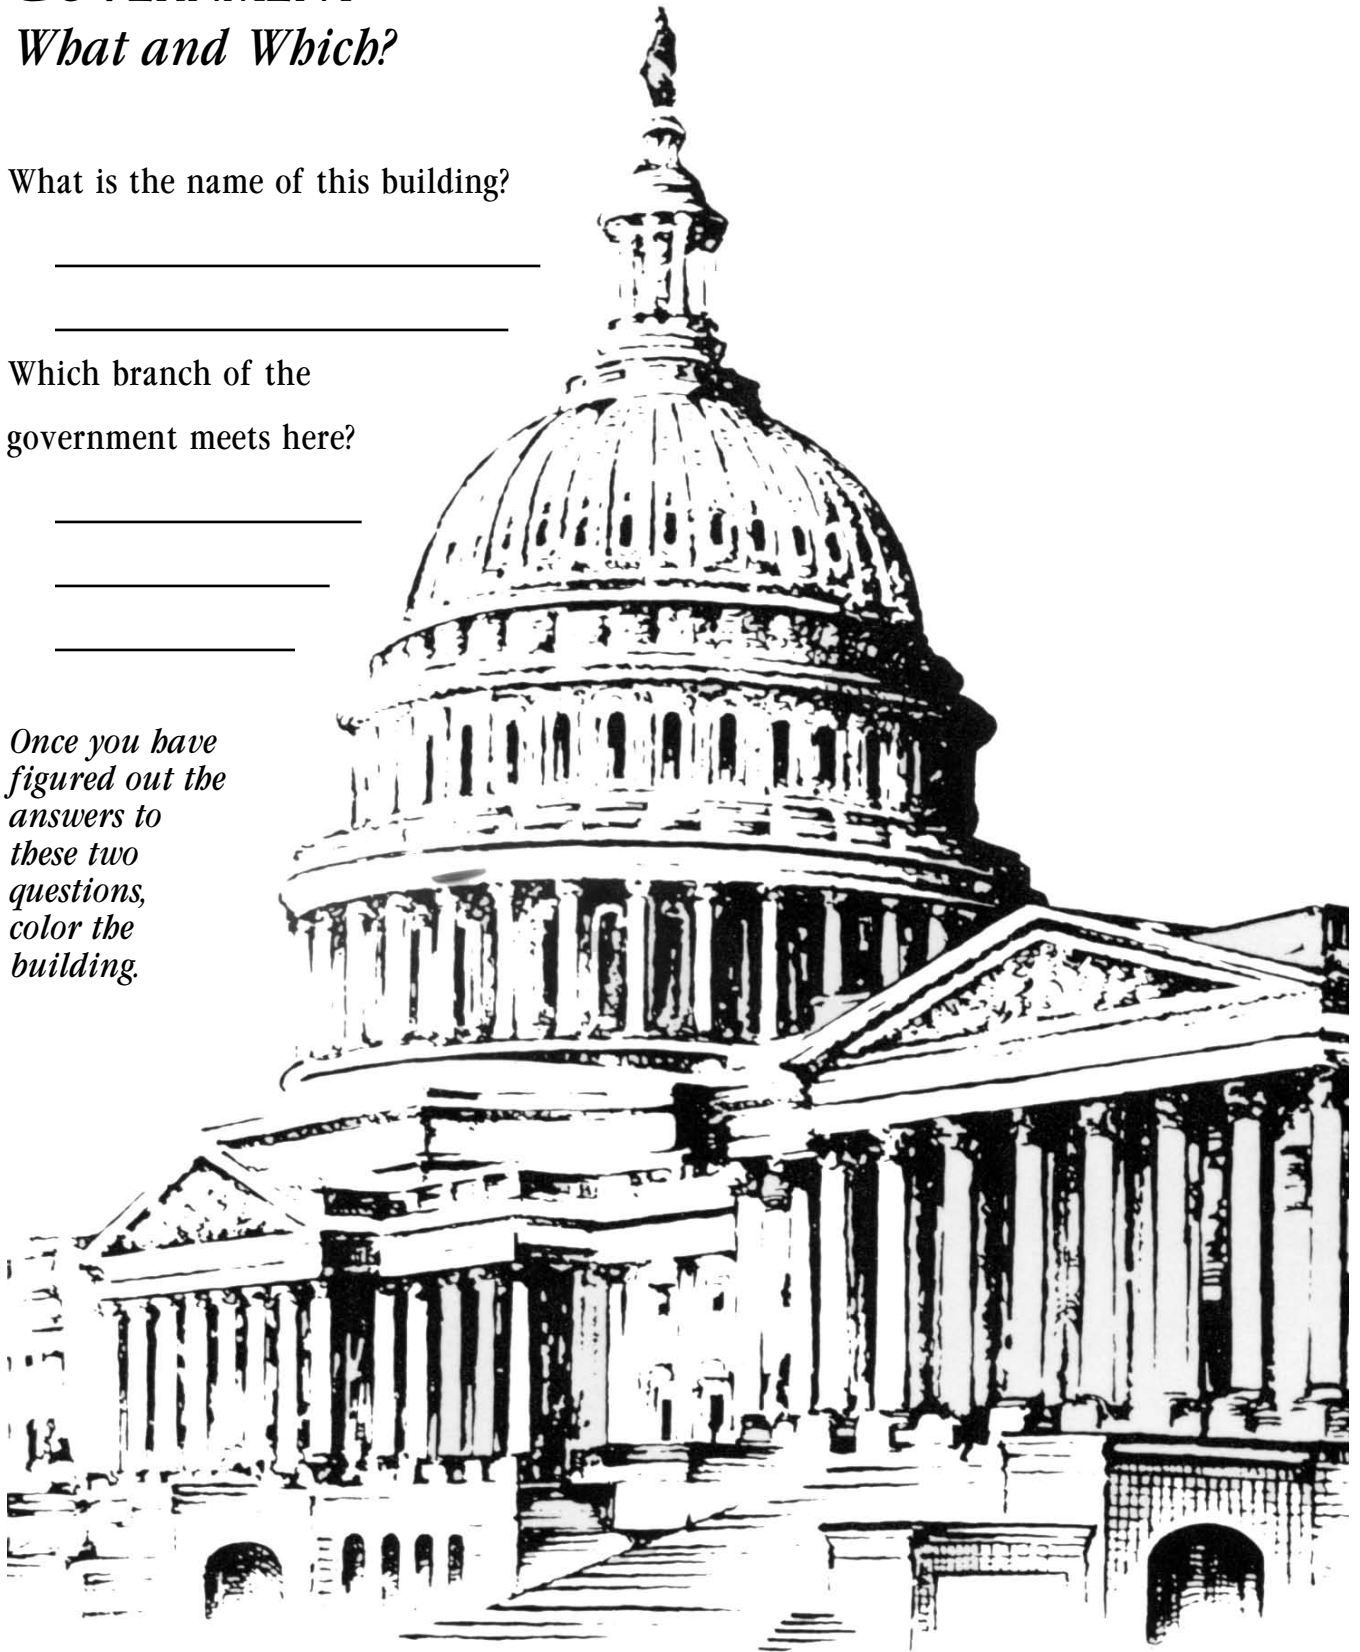 GOVERNMENT
What and Which?
What is the name of this building?
Which branch of the
government meets here?
Once you have
figured out the
answers to
these two
questions,
color the
building.